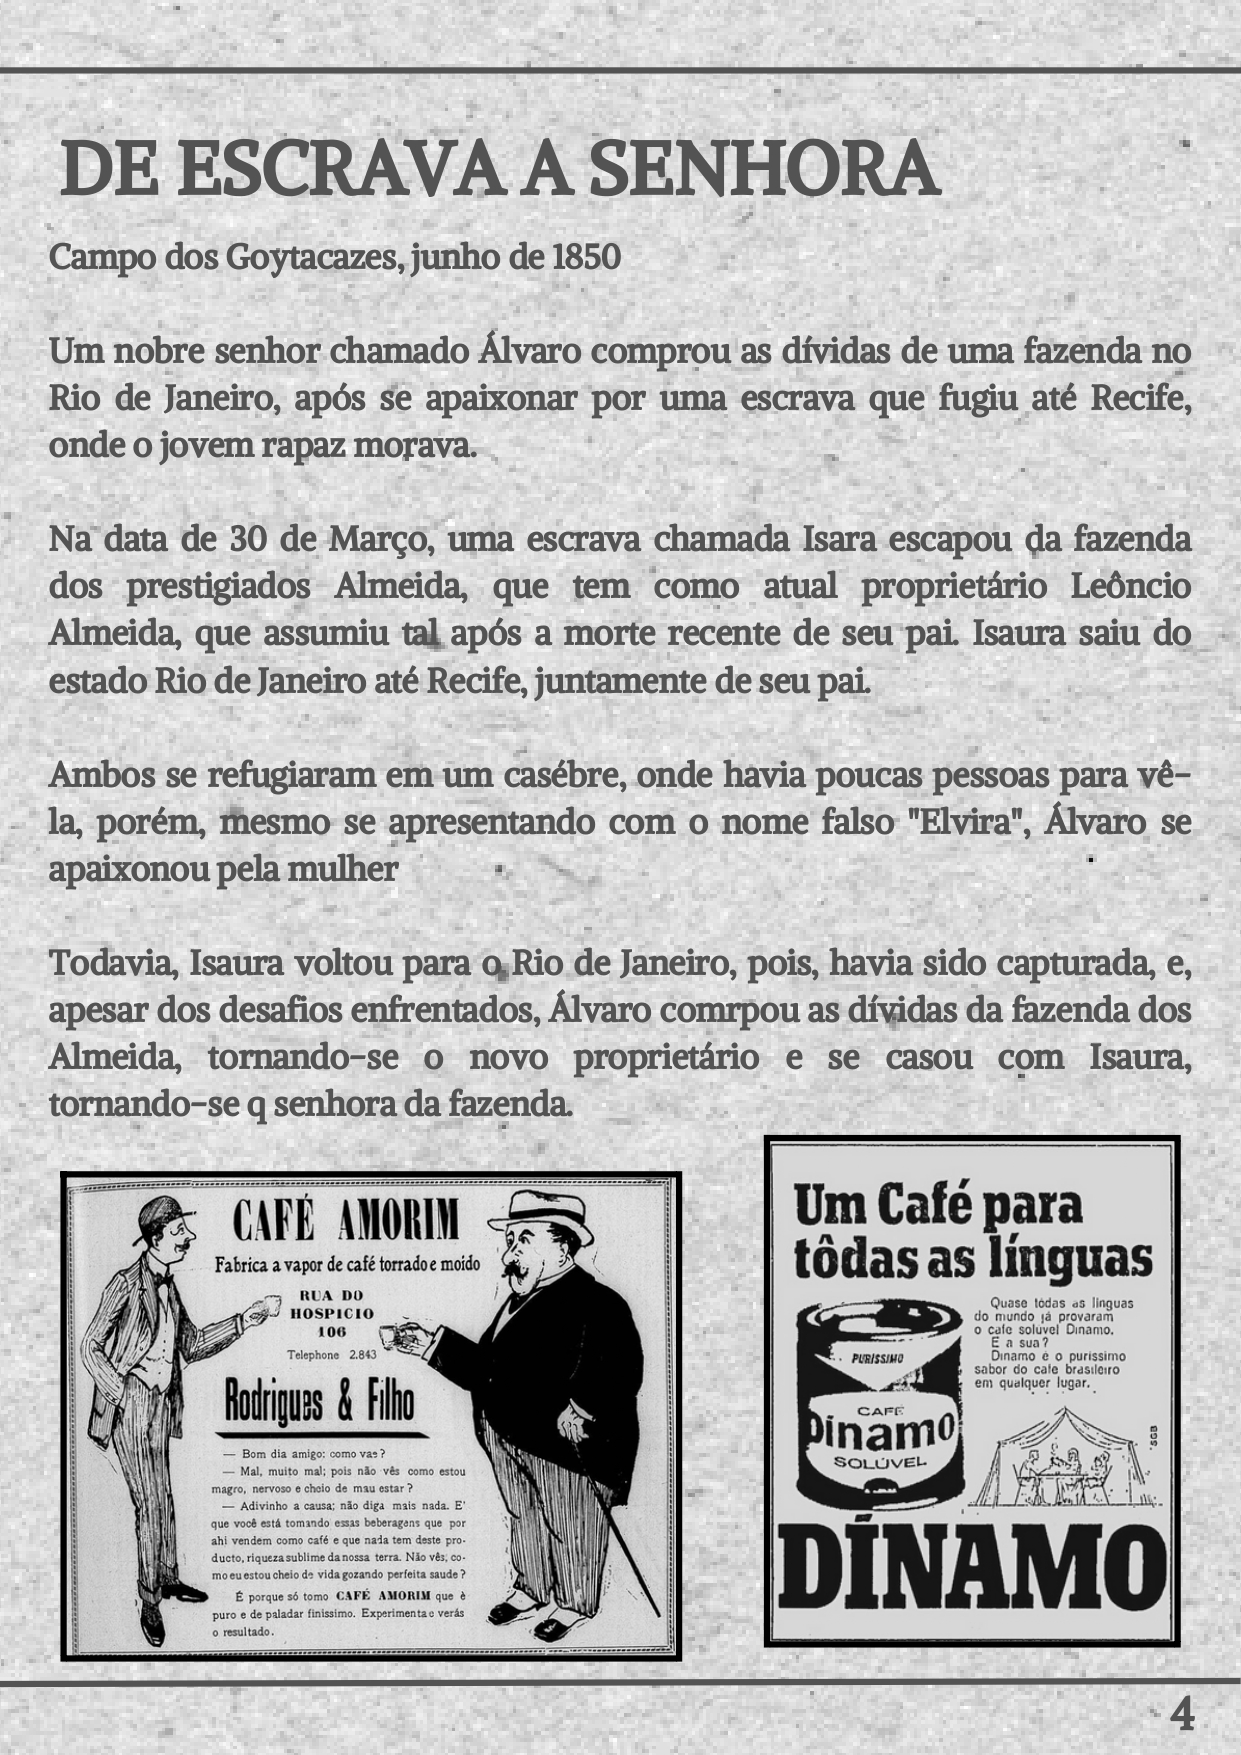 DE ESCRAVA A SENHORA
Campo dos Goytacazes, junho de 1850
Um nobre senhor chamado Álvaro comprou as dívidas de uma fazenda no
Rio de Janeiro, após se apaixonar por uma escrava que fugiu até Recife,
onde o jovem rapaz morava.
Na data de 30 de Março, uma escrava chamada Isara escapou da fazenda
dos prestigiados Almeida, que tem como atual proprietário Leôncio
Almeida, que assumiu tal após a morte recente de seu pai. Isaura saiu do
estado Rio de Janeiro até Recife, juntamente de seu pai.
Ambos se refugiaram em um casébre, onde havia poucas pessoas para vê-
la, porém, mesmo se apresentando com o nome falso "Elvira", Álvaro se
apaixonou pela mulher
Todavia, Isaura voltou para o Rio de Janeiro, pois, havia sido capturada, e,
apesar dos desafios enfrentados, Álvaro comrpou as dívidas da fazenda dos
Almeida, tornando-se o novo proprietário e se casou com Isaura,
tornando-se q senhora da fazenda.
CAFÉ AMORIM
Fabrica a vapor de café torrado e moido
RUA DO
HOSPICIO
106
Telephone 2.843
Rodrigues & Filho
— Bom dia amigo: como vae?
— Mal, muito mal; pois não vês como estou
magro, nervoso e cheio de mau estar?
— Adivinho a causa; não diga mais nada. E'
que você está tomando essas beberagens que por
ahi vendem como café e que nada tem deste pro-
ducto, riqueza sublime da nossa terra. Não vês; co-
mo eu estou cheio de vida gozando perfeita saude?
É porque só tomo CAFÉ AMORIM que è
puro e de paladar finissimo. Experimenta e verás
o resultado.
Um Café para
tôdas as línguas
Quase tôdas as línguas
do mundo já provaram
o café solúvel Dínamo.
E a sua?
Dínamo é o puríssimo
sabor do café brasileiro
em qualquer lugar.
PURÍSSIMO
CAFÉ
Dínamo
SOLÚVEL
SGB
DÍNAMO
4